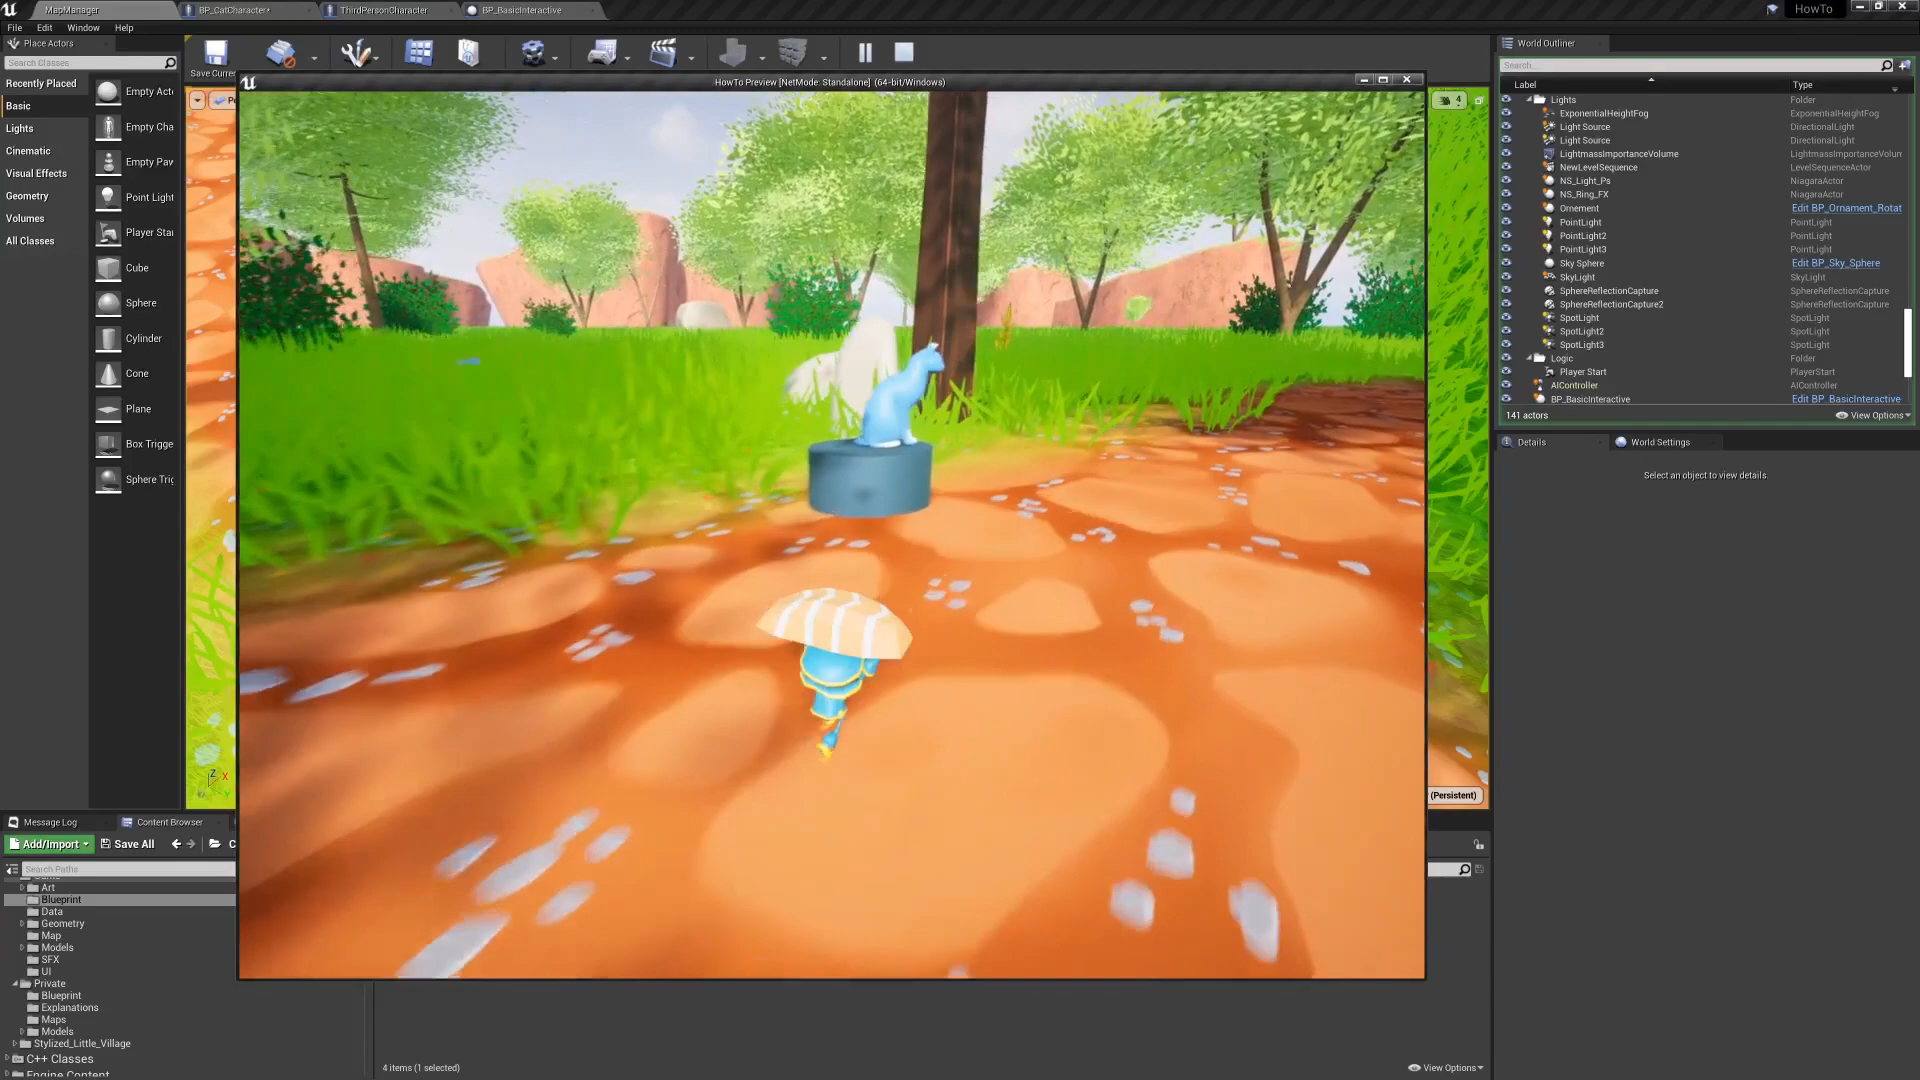 MapManager
BP_CatCharacter*
ThirdPersonCharacter
BP_BasicInteractive
HowTo
File Edit Window Help
Place Actors
Search Classes
Recently Placed
Basic
Lights
Cinematic
Visual Effects
Geometry
Volumes
All Classes
Empty Acto
Empty Cha
Empty Paw
Point Light
Player Star
Cube
Sphere
Cylinder
Cone
Plane
Box Trigge
Sphere Trig
Save Curren
HowTo Preview [NetMode: Standalone] (64-bit/Windows)
4
Z
X
(Persistent)
World Outliner
Search...
Label Type
Lights Folder
ExponentialHeightFog ExponentialHeightFog
Light Source DirectionalLight
Light Source DirectionalLight
LightmassImportanceVolume LightmassImportanceVolum
NewLevelSequence LevelSequenceActor
NS_Light_Ps NiagaraActor
NS_Ring_FX NiagaraActor
Ornement Edit BP_Ornament_Rotat
PointLight PointLight
PointLight2 PointLight
PointLight3 PointLight
Sky Sphere Edit BP_Sky_Sphere
SkyLight SkyLight
SphereReflectionCapture SphereReflectionCapture
SphereReflectionCapture2 SphereReflectionCapture
SpotLight SpotLight
SpotLight2 SpotLight
SpotLight3 SpotLight
Logic Folder
Player Start PlayerStart
AIController AIController
BP_BasicInteractive Edit BP_BasicInteractive
141 actors
View Options
Details
World Settings
Select an object to view details.
Message Log
Content Browser
Add/Import
Save All
C
Search Paths
Art
Blueprint
Data
Geometry
Map
Models
SFX
UI
Private
Blueprint
Explanations
Maps
Models
Stylized_Little_Village
C++ Classes
Engine Content
4 items (1 selected)
View Options